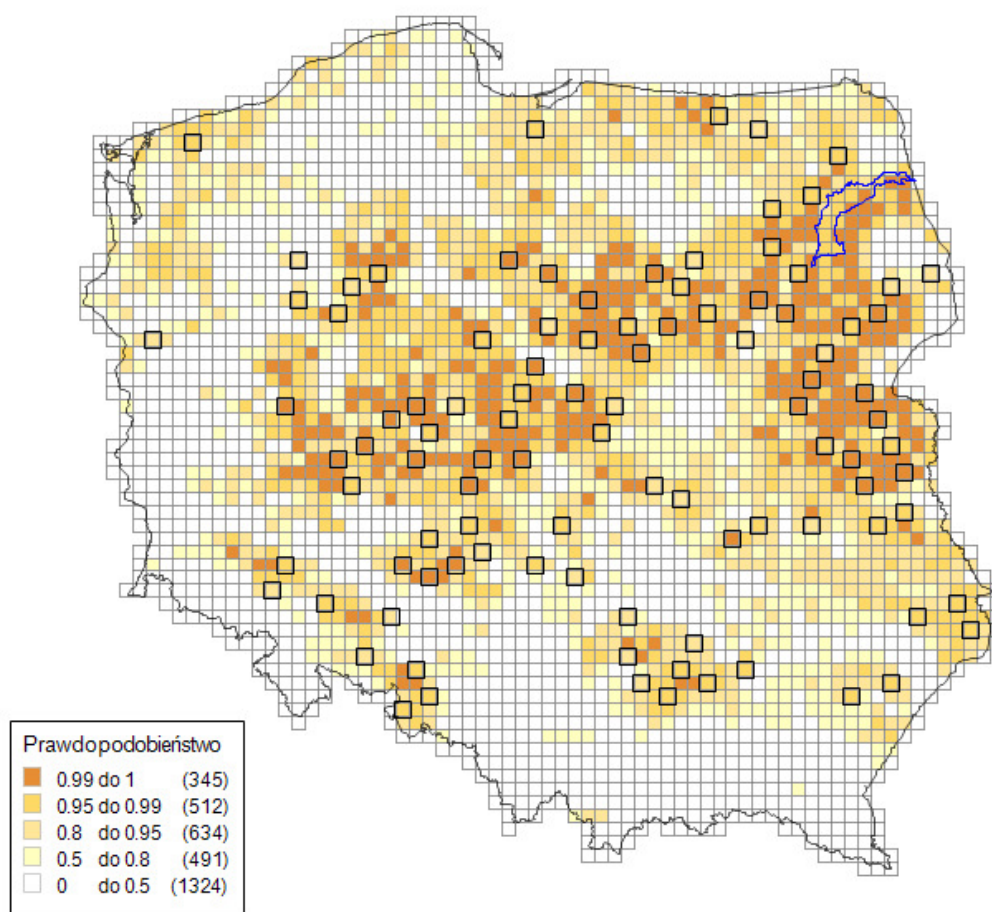 Prawdopodobieństwo
0.99 do 1 (345)
0.95 do 0.99 (512)
0.8 do 0.95 (634)
0.5 do 0.8 (491)
0 do 0.5 (1324)